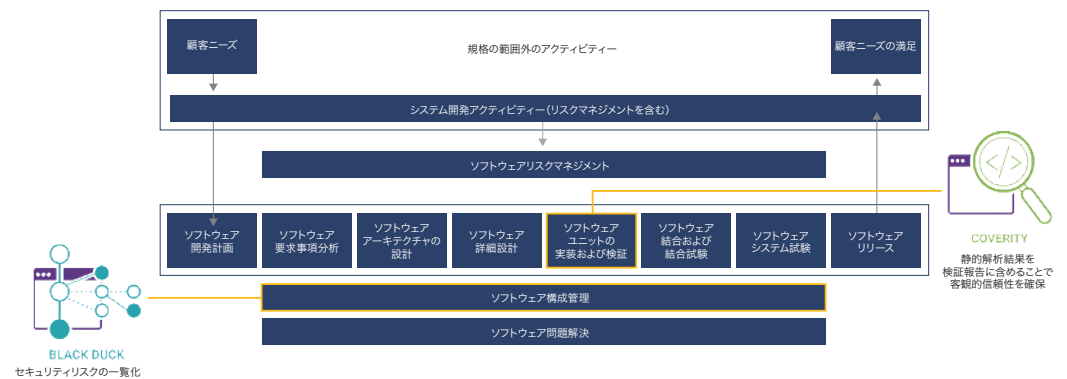 顧客ニーズ
規格の範囲外のアクティビティー
顧客ニーズの満足
システム開発アクティビティー(リスクマネジメントを含む)
ソフトウェアリスクマネジメント
ソフトウェア
開発計画
ソフトウェア
要求事項分析
ソフトウェア
アーキテクチャの
設計
ソフトウェア
詳細設計
ソフトウェア
ユニットの
実装および検証
ソフトウェア
結合および
結合試験
ソフトウェア
システム試験
ソフトウェア
リリース
COVERITY
静的解析結果を
検証報告に含めることで
客観的信頼性を確保
ソフトウェア構成管理
ソフトウェア問題解決
BLACK DUCK
セキュリティリスクの一覧化